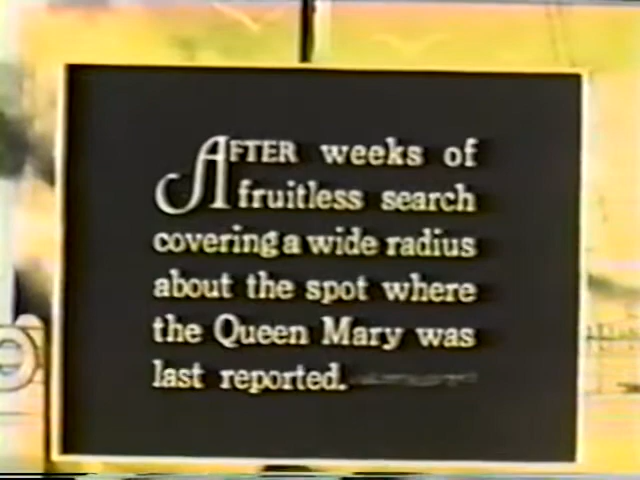 AFTER weeks of
fruitless search
covering a wide radius
about the spot where
the Queen Mary was
last reported.